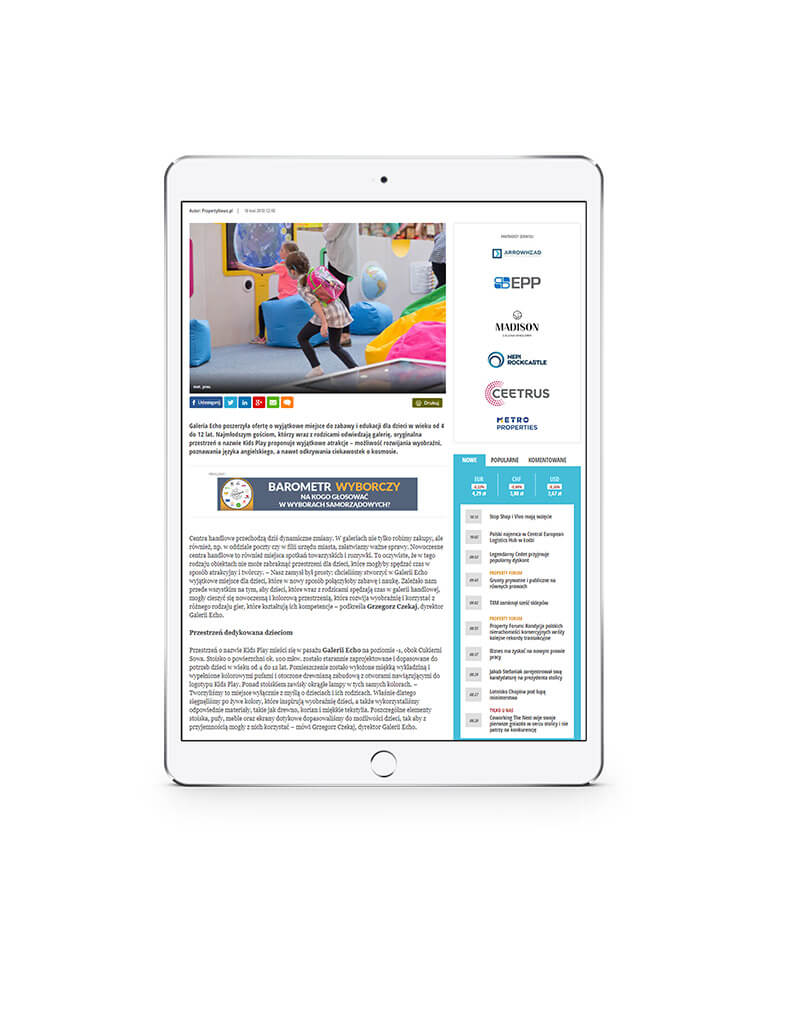 Autor: PropertyNews.pl | 18 maj 2018 12:46
mat. pras.
Udostępnij
Drukuj
Galeria Echo poszerzyła ofertę o wyjątkowe miejsce do zabawy i edukacji dla dzieci w wieku od 4
do 12 lat. Najmłodszym gościom, którzy wraz z rodzicami odwiedzają galerię, oryginalna
przestrzeń o nazwie Kids Play proponuje wyjątkowe atrakcje – możliwość rozwijania wyobraźni,
poznawania języka angielskiego, a nawet odkrywania ciekawostek o kosmosie.
BAROMETR WYBORCZY
NA KOGO GŁOSOWAĆ
W WYBORACH SAMORZĄDOWYCH?
Centra handlowe przechodzą dziś dynamiczne zmiany. W galeriach nie tylko robimy zakupy, ale
również, np. w oddziale poczty czy w filii urzędu miasta, załatwiamy ważne sprawy. Nowoczesne
centra handlowe to również miejsca spotkań towarzyskich i rozrywki. To oczywiste, że w tego
rodzaju obiektach nie może zabraknąć przestrzeni dla dzieci, które mogłyby spędzać czas w
sposób atrakcyjny i twórczy. – Nasz zamysł był prosty: chcieliśmy stworzyć w Galerii Echo
wyjątkowe miejsce dla dzieci, które w nowy sposób połączyłoby zabawę i naukę. Zależało nam
przede wszystkim na tym, aby dzieci, które wraz z rodzicami spędzają czas w galerii handlowej,
mogły cieszyć się nowoczesną i kolorową przestrzenią, która rozwija wyobraźnię i korzystać z
różnego rodzaju gier, które kształtują ich kompetencje – podkreśla Grzegorz Czekaj, dyrektor
Galerii Echo.
Przestrzeń dedykowana dzieciom
Przestrzeń o nazwie Kids Play mieści się w pasażu Galerii Echo na poziomie -1, obok Cukierni
Sowa. Stoisko o powierzchni ok. 100 mkw. zostało starannie zaprojektowane i dopasowane do
potrzeb dzieci w wieku od 4 do 12 lat. Pomieszczenie zostało wyłożone miękką wykładziną i
wypełnione kolorowymi pufami i otoczone drewnianą zabudową z otworami nawiązującymi do
logotypu Kids Play. Ponad stoiskiem zawisły okrągłe lampy w tych samych kolorach. –
Tworzyliśmy to miejsce wyłącznie z myślą o dzieciach i ich rodzicach. Właśnie dlatego
sięgnęliśmy po żywe kolory, które inspirują wyobraźnię dzieci, a także wykorzystaliśmy
odpowiednie materiały, takie jak drewno, korian i miękkie tekstylia. Poszczególne elementy
stoiska, pufy, meble oraz ekrany dotykowe dopasowaliśmy do możliwości dzieci, tak aby z
przyjemnością mogły z nich korzystać – mówi Grzegorz Czekaj, dyrektor Galerii Echo.
PARTNERZY SERWISU
ARROWHEAD
EPP
MADISON
NEPI
ROCKCASTLE
CEETRUS
METRO
PROPERTIES
NOWE POPULARNE KOMENTOWANE
EUR CHF USD
4,29 zł 3,80 zł 3,67 zł
Stop Shop i Vivo mają wzięcie
Polski najemca w Central European
Logistics Hub w Łodzi
Legendarny Cedet przyjmuje
popularny dyskont
PROPERTY FORUM
Grunty prywatne i publiczne na
równych prawach
TXM zamknął sześć sklepów
PROPERTY FORUM
Property Forum: Kondycja polskich
nieruchomości komercyjnych wróży
kolejne rekordy transakcyjne
Biznes ma zyskać na nowym prawie
pracy
Jakub Stefaniak zarejestrował swą
kandydaturę na prezydenta stolicy
Lotnisko Chopina pod lupą
ministerstwa
TYLKO U NAS
Coworking The Nest wije swoje
pierwsze gniazdo w sercu stolicy i nie
patrzy na konkurencję